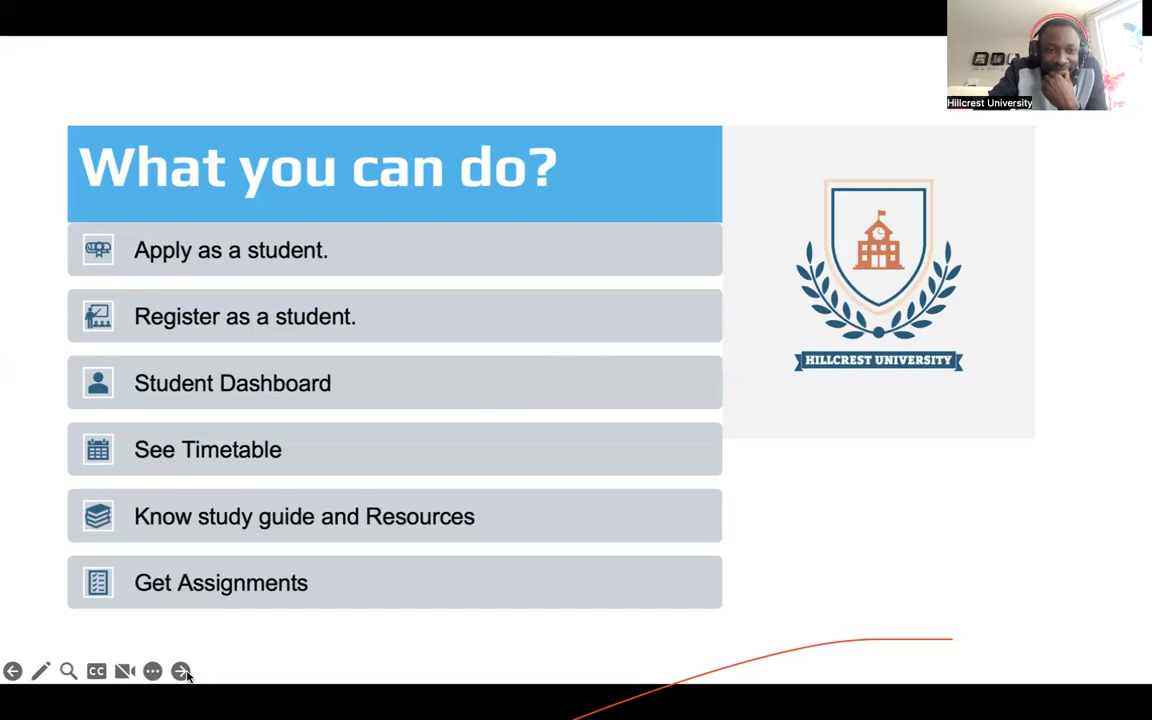 Hillcrest University
What you can do?
Apply as a student.
Register as a student.
Student Dashboard
See Timetable
Know study guide and Resources
Get Assignments
HILLCREST UNIVERSITY
CC